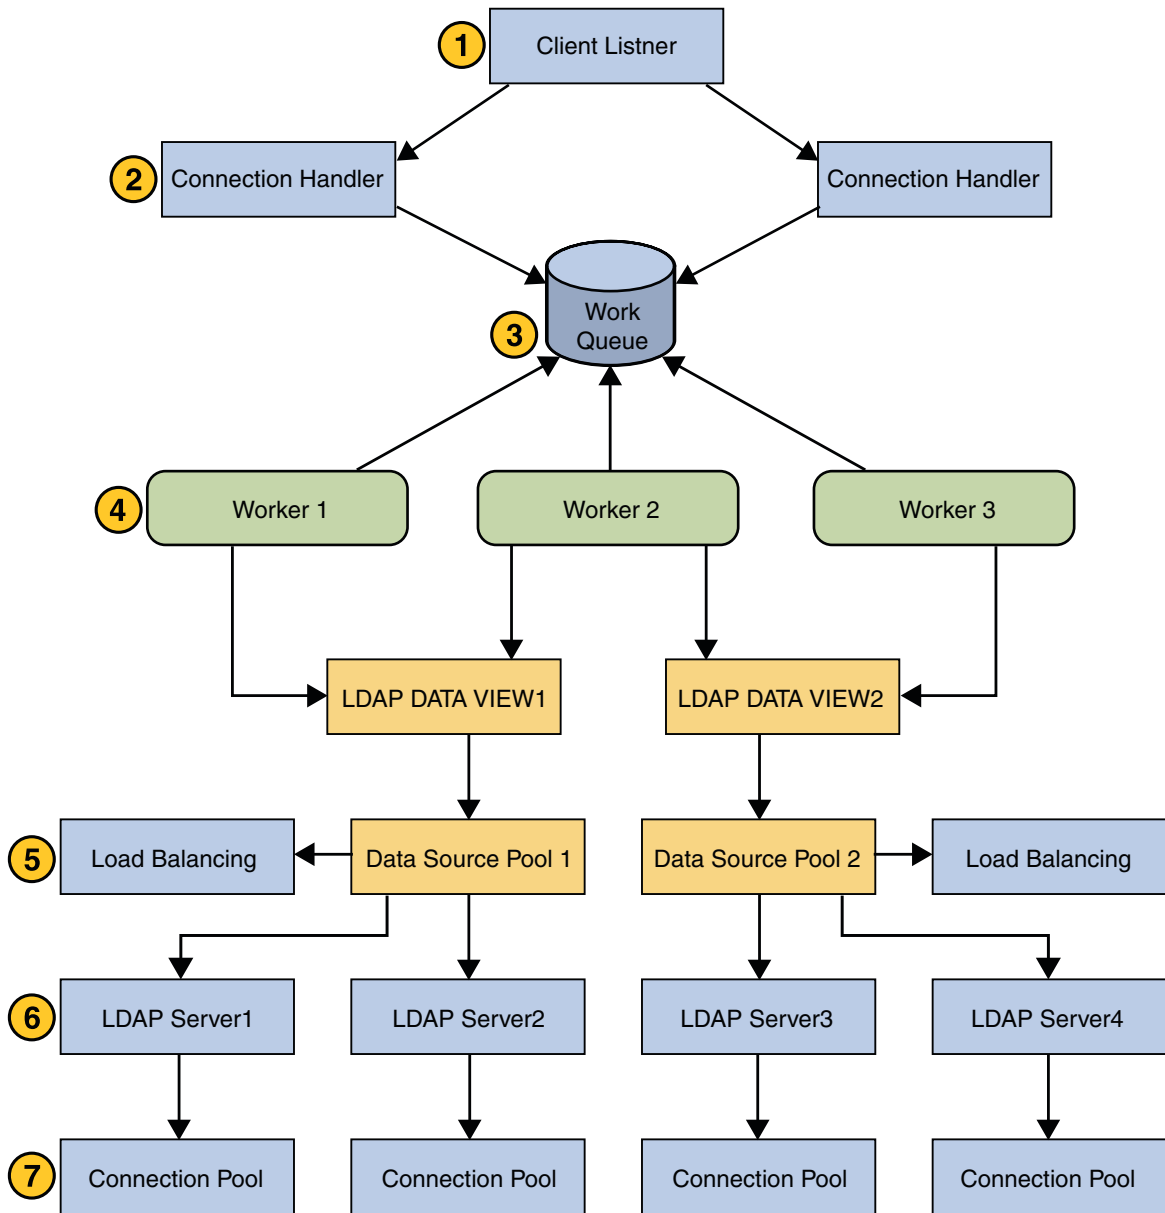 1
Client Listner
2
Connection Handler
Connection Handler
3
Work
Queue
4
Worker 1
Worker 2
Worker 3
LDAP DATA VIEW1
LDAP DATA VIEW2
5
Load Balancing
Data Source Pool 1
Data Source Pool 2
Load Balancing
6
LDAP Server1
LDAP Server2
LDAP Server3
LDAP Server4
7
Connection Pool
Connection Pool
Connection Pool
Connection Pool